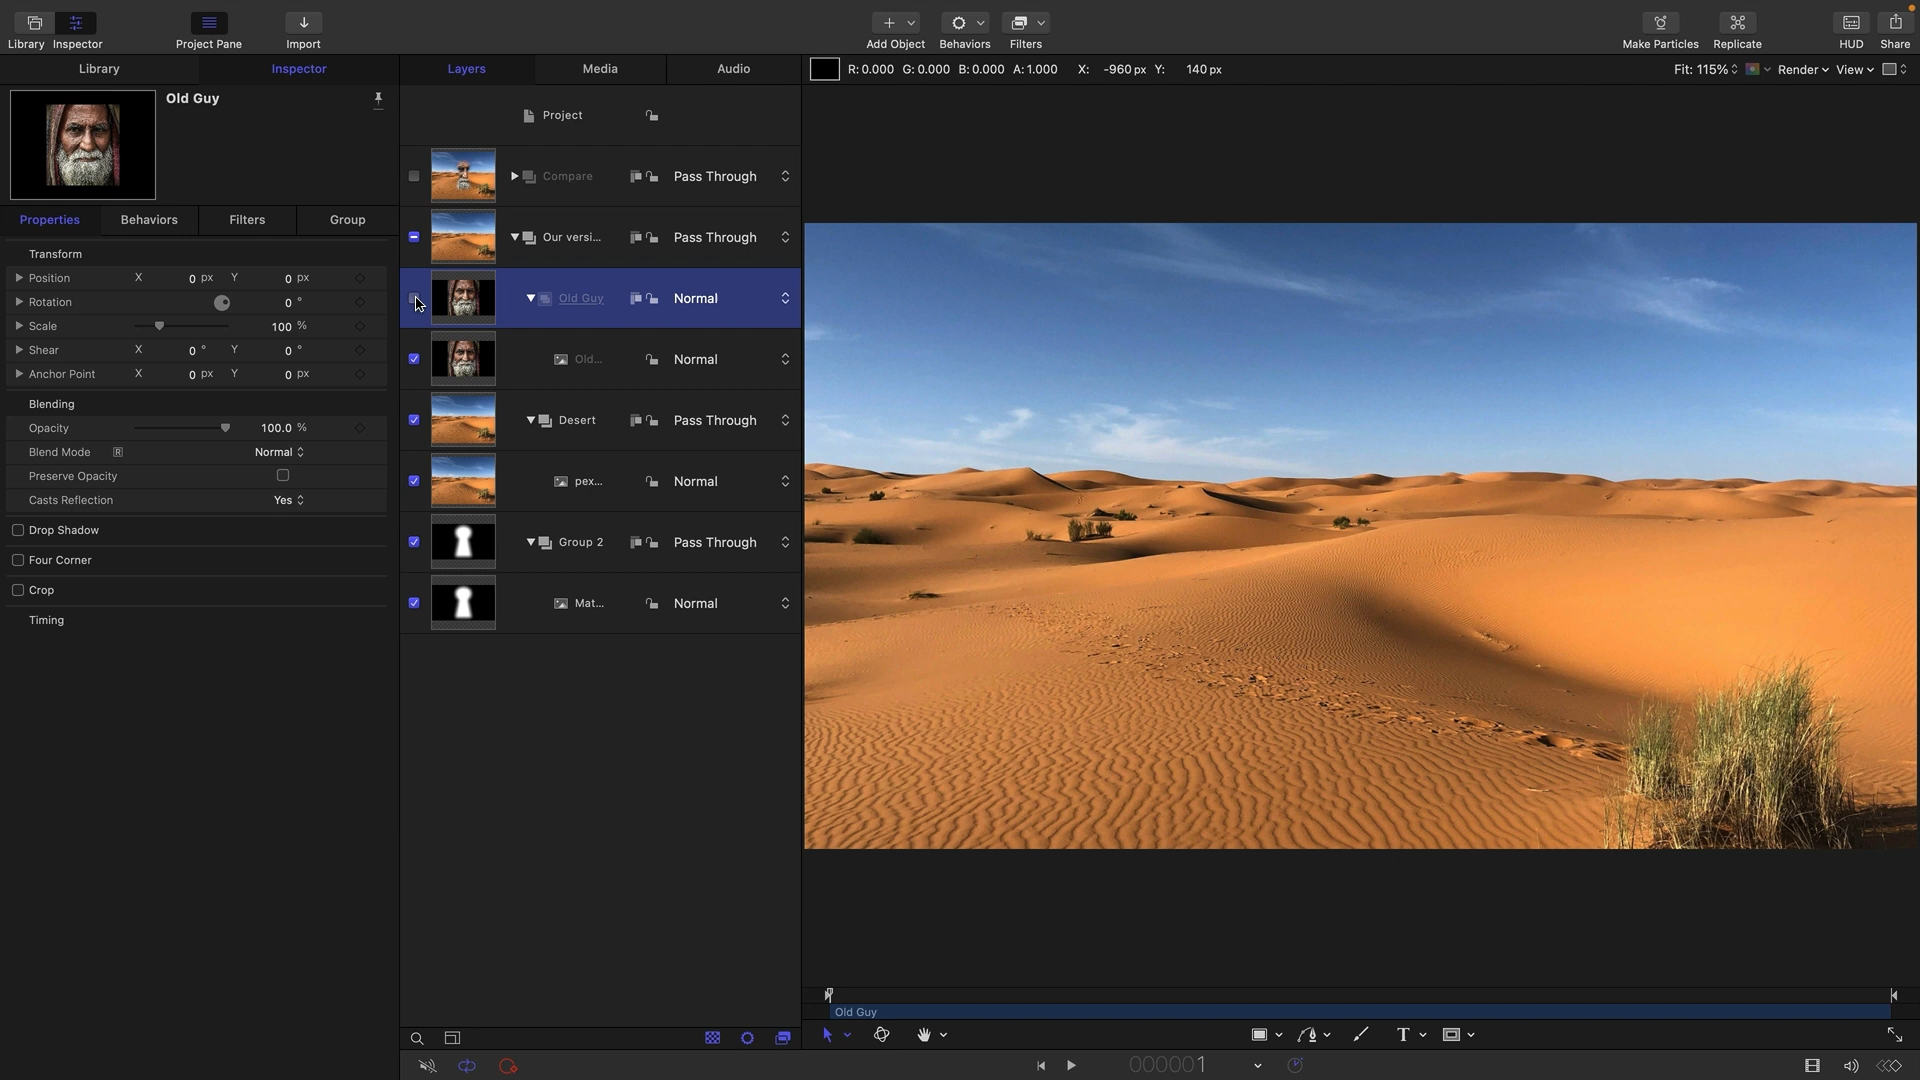 Library Inspector Project Pane Import Add Object Behaviors Filters Make Particles Replicate HUD Share
Library Inspector
Old Guy
Properties Behaviors Filters Group
Transform
Position X 0 px Y 0 px
Rotation 0 °
Scale 100 %
Shear X 0 ° Y 0 °
Anchor Point X 0 px Y 0 px
Blending
Opacity 100.0 %
Blend Mode R Normal
Preserve Opacity
Casts Reflection Yes
Drop Shadow
Four Corner
Crop
Timing
Layers Media Audio
Project
Compare Pass Through
Our versi... Pass Through
Old Guy Normal
Old... Normal
Desert Pass Through
pex... Normal
Group 2 Pass Through
Mat... Normal
R: 0.000 G: 0.000 B: 0.000 A: 1.000 X: -960 px Y: 140 px Fit: 115% Render View
Old Guy
T
0000001